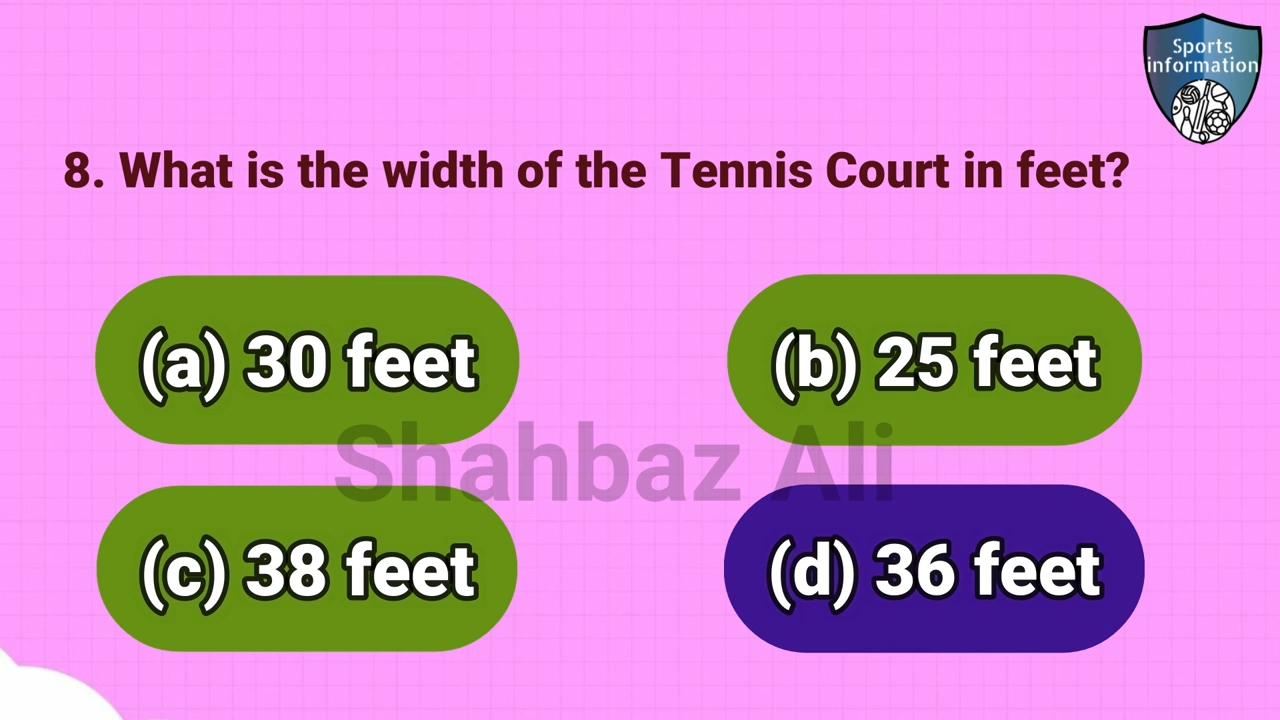 Sports
information
8. What is the width of the Tennis Court in feet?
(a) 30 feet
(b) 25 feet
Shahbaz Ali
(c) 38 feet
(d) 36 feet